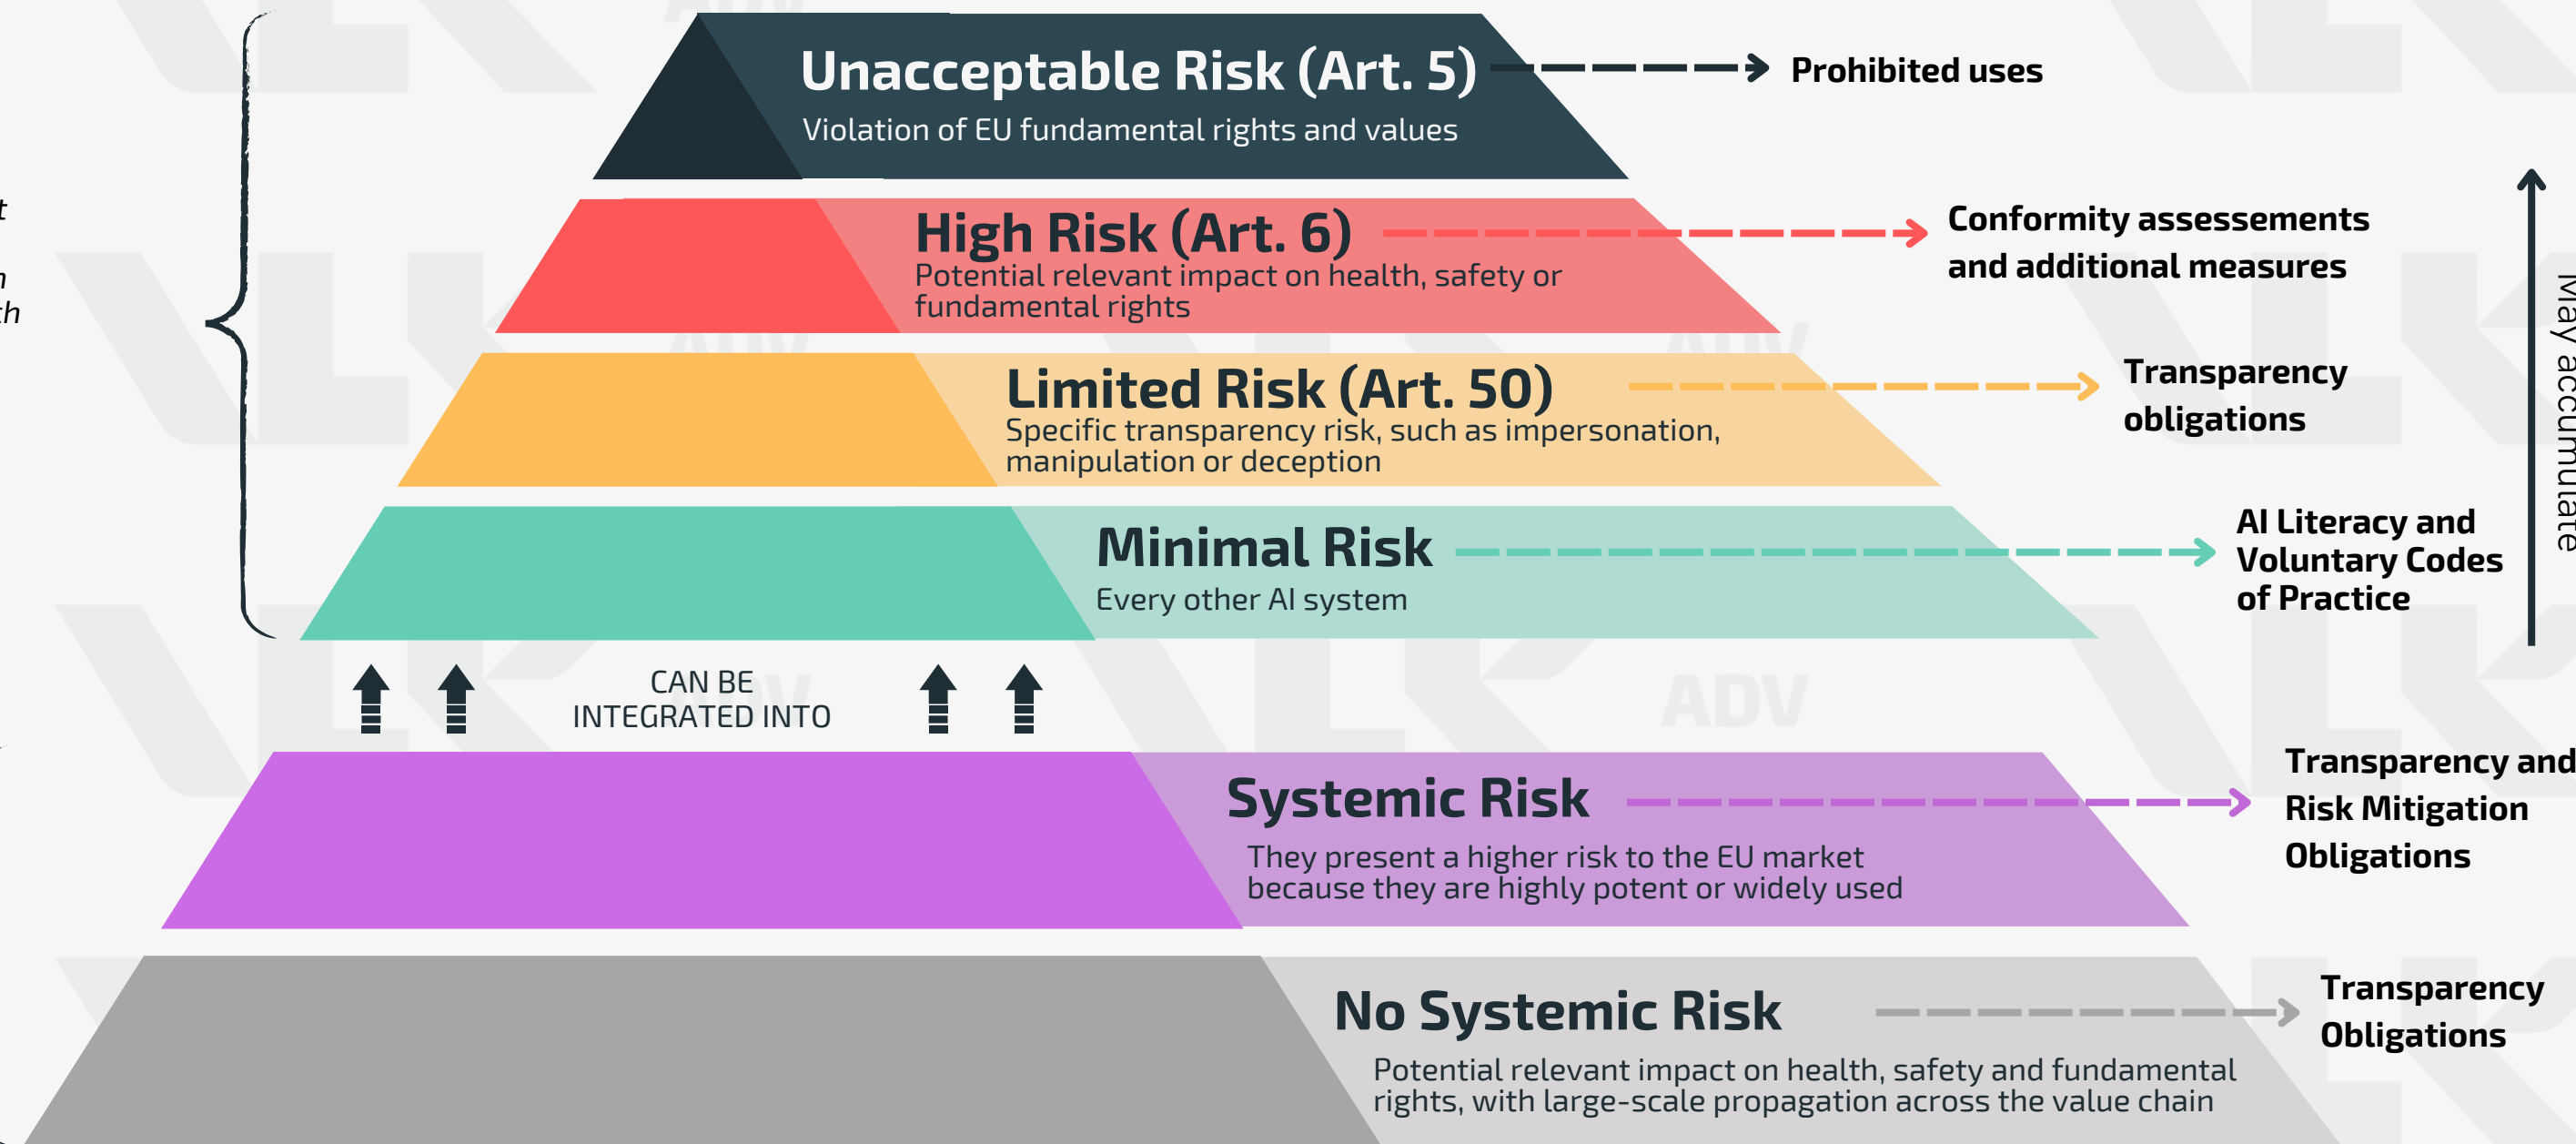 Unacceptable Risk (Art. 5)
Violation of EU fundamental rights and values
Prohibited uses
High Risk (Art. 6)
Potential relevant impact on health, safety or
fundamental rights
Conformity assessements
and additional measures
Limited Risk (Art. 50)
Specific transparency risk, such as impersonation,
manipulation or deception
Transparency
obligations
Minimal Risk
Every other AI system
AI Literacy and
Voluntary Codes
of Practice
May accumulate
CAN BE
INTEGRATED INTO
Systemic Risk
They present a higher risk to the EU market
because they are highly potent or widely used
Transparency and
Risk Mitigation
Obligations
No Systemic Risk
Potential relevant impact on health, safety and fundamental
rights, with large-scale propagation across the value chain
Transparency
Obligations
ADV